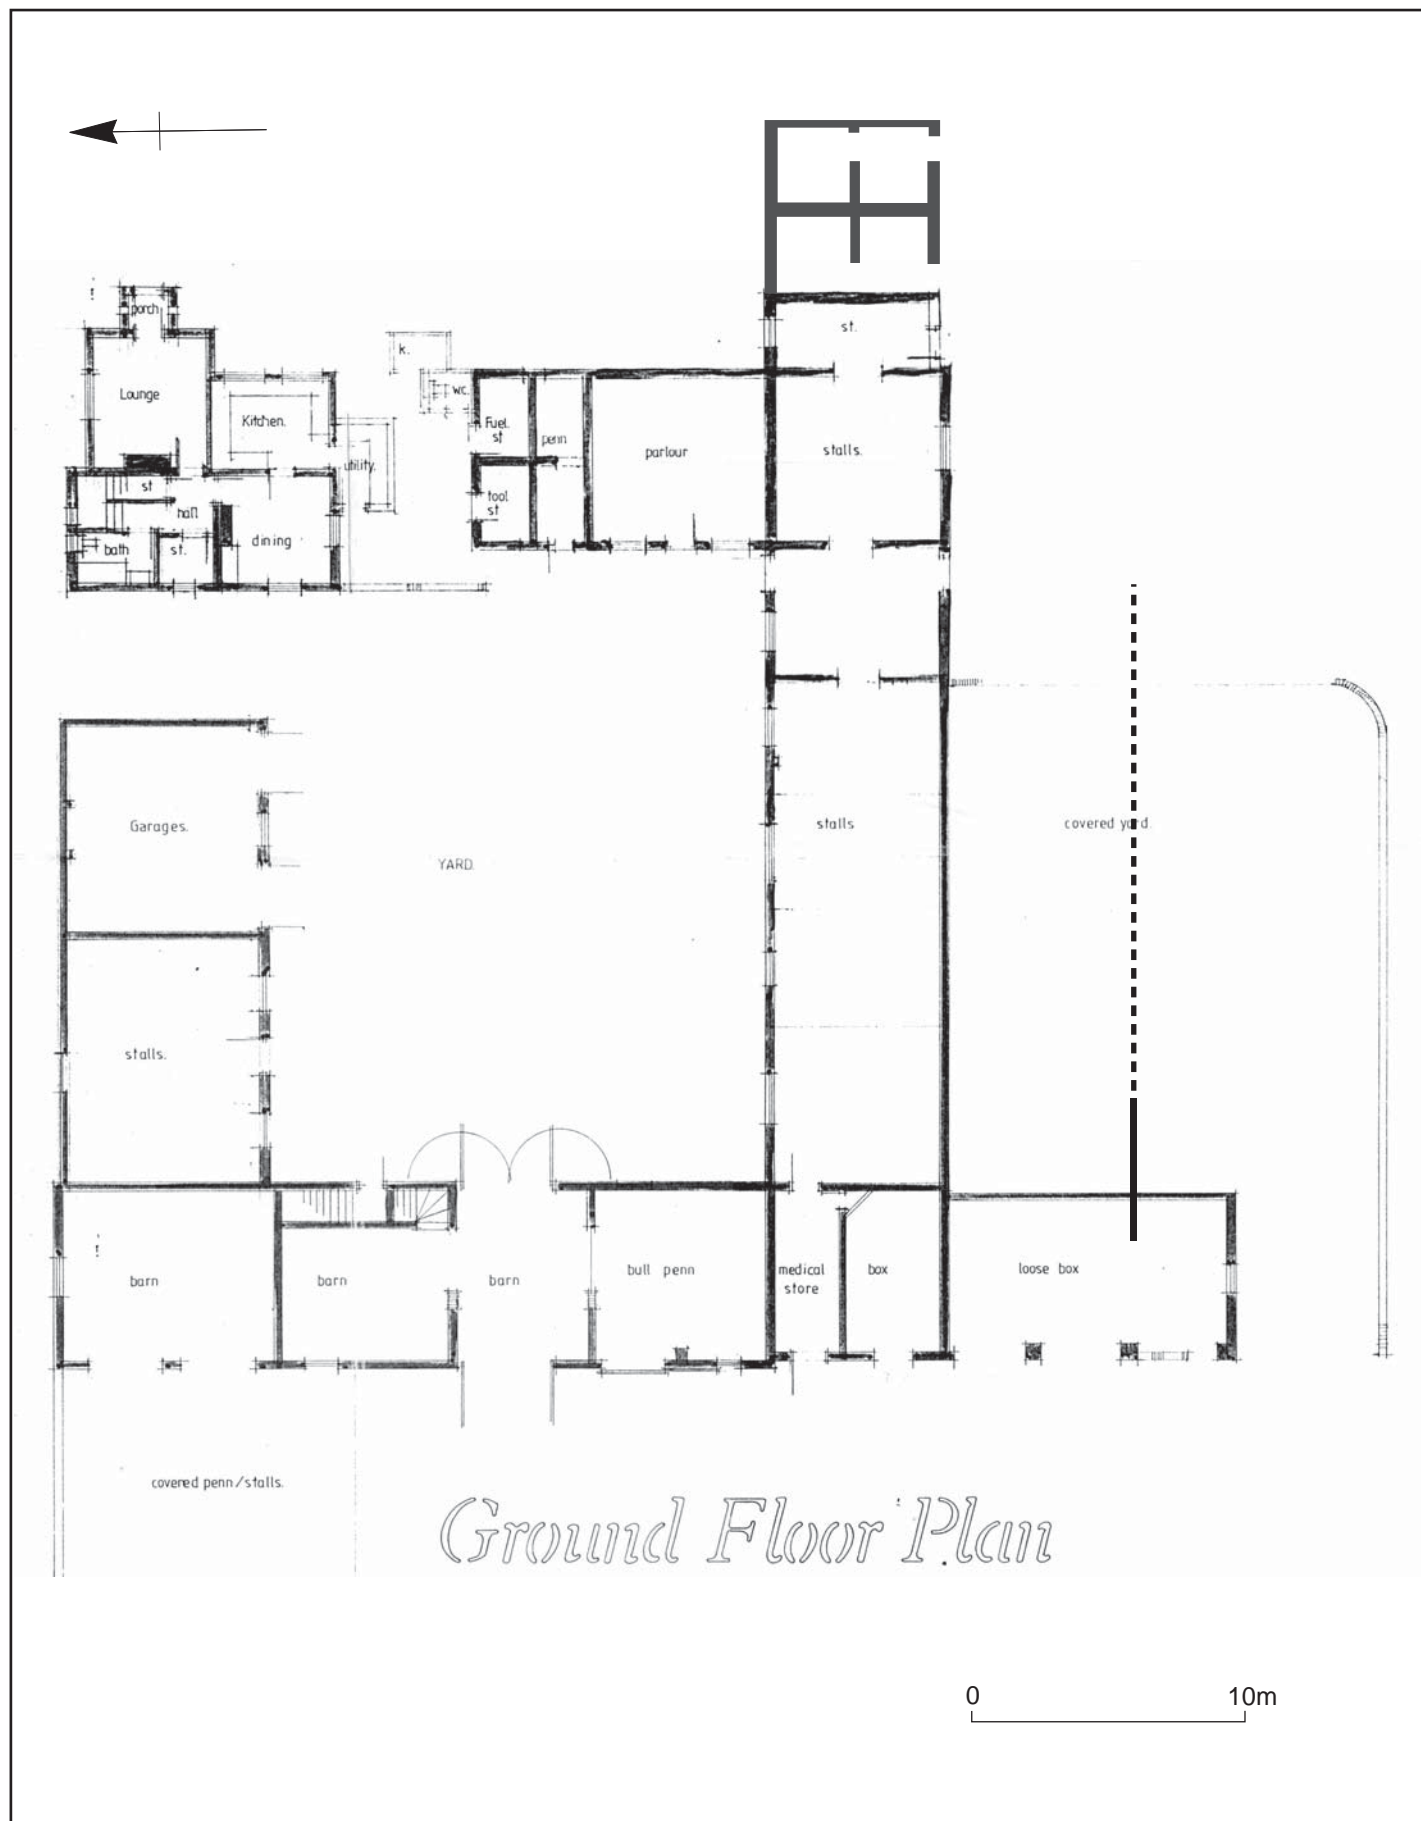 porch
st.
k.
Lounge
wc.
Kitchen.
Fuel
st
penn
parlour
stalls.
utility.
st
hall
tool
st
bath
st.
dining
Garages.
stalls
covered yard.
YARD.
stalls.
barn
barn
barn
bull penn
medical
store
box
loose box
covered penn/stalls.
Ground Floor Plan
0
10m